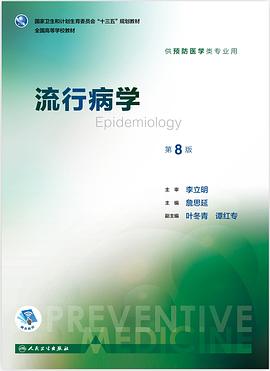 国家卫生和计划生育委员会“十三五”规划教材
全国高等学校教材
供预防医学类专业用
流行病学
Epidemiology
第8版
主审 李立明
主编 詹思延
副主编 叶冬青 谭红专
PREVENTIVE
MEDICINE
人民卫生出版社